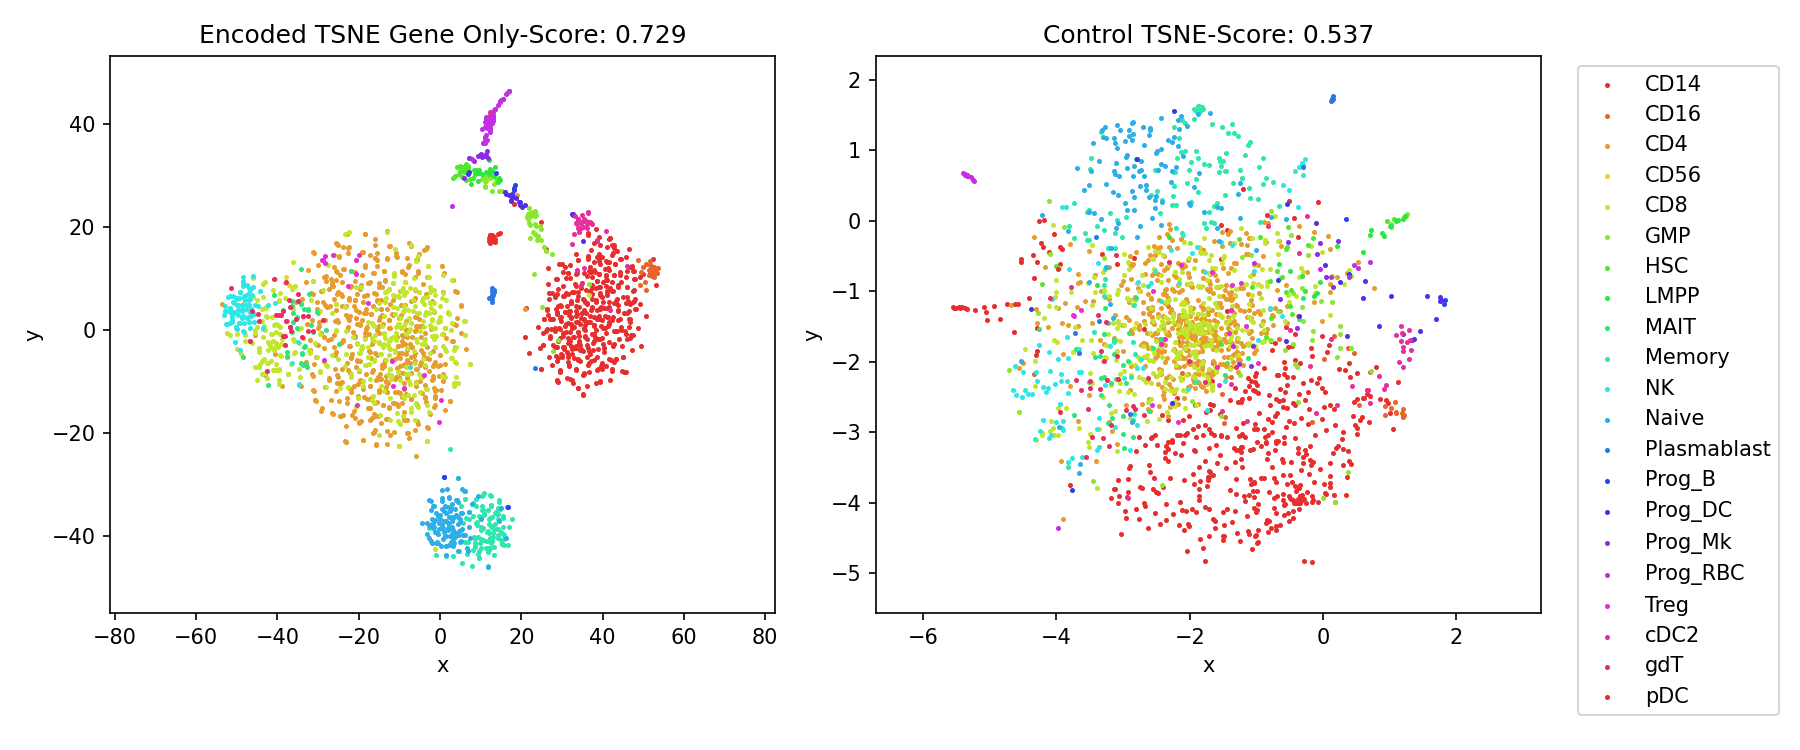 Encoded TSNE Gene Only-Score: 0.729
40
20
0
−20
−40
y
−80
−60
−40
−20
0
20
40
60
80
x
Control TSNE-Score: 0.537
2
1
0
−1
−2
−3
−4
−5
y
−6
−4
−2
0
2
x
CD14
CD16
CD4
CD56
CD8
GMP
HSC
LMPP
MAIT
Memory
NK
Naive
Plasmablast
Prog_B
Prog_DC
Prog_Mk
Prog_RBC
Treg
cDC2
gdT
pDC